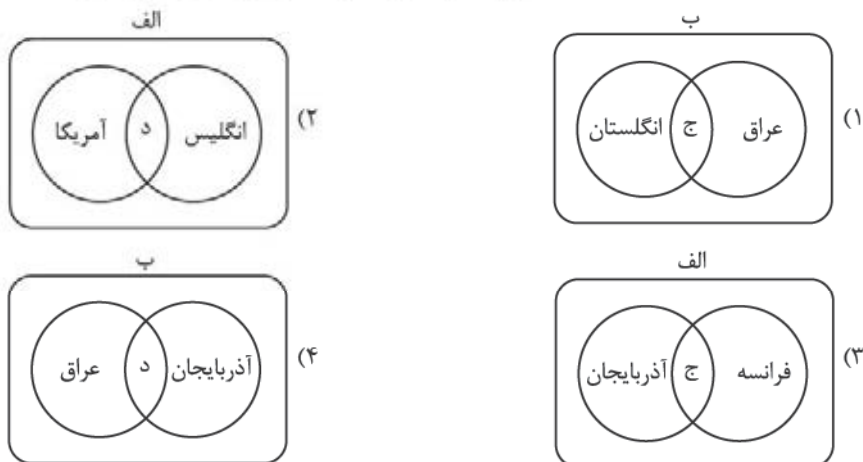 ب
۱) عراق ج انگلستان
الف
۲) انگلیس د آمریکا
الف
۳) فرانسه ج آذربایجان
ب
۴) آذربایجان د عراق